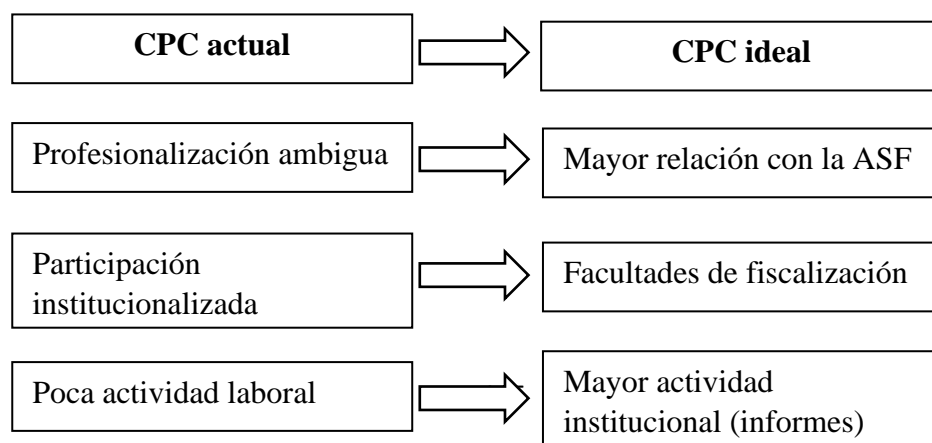 CPC actual
CPC ideal
Profesionalización ambigua
Mayor relación con la ASF
Participación
institucionalizada
Facultades de fiscalización
Poca actividad laboral
Mayor actividad
institucional (informes)